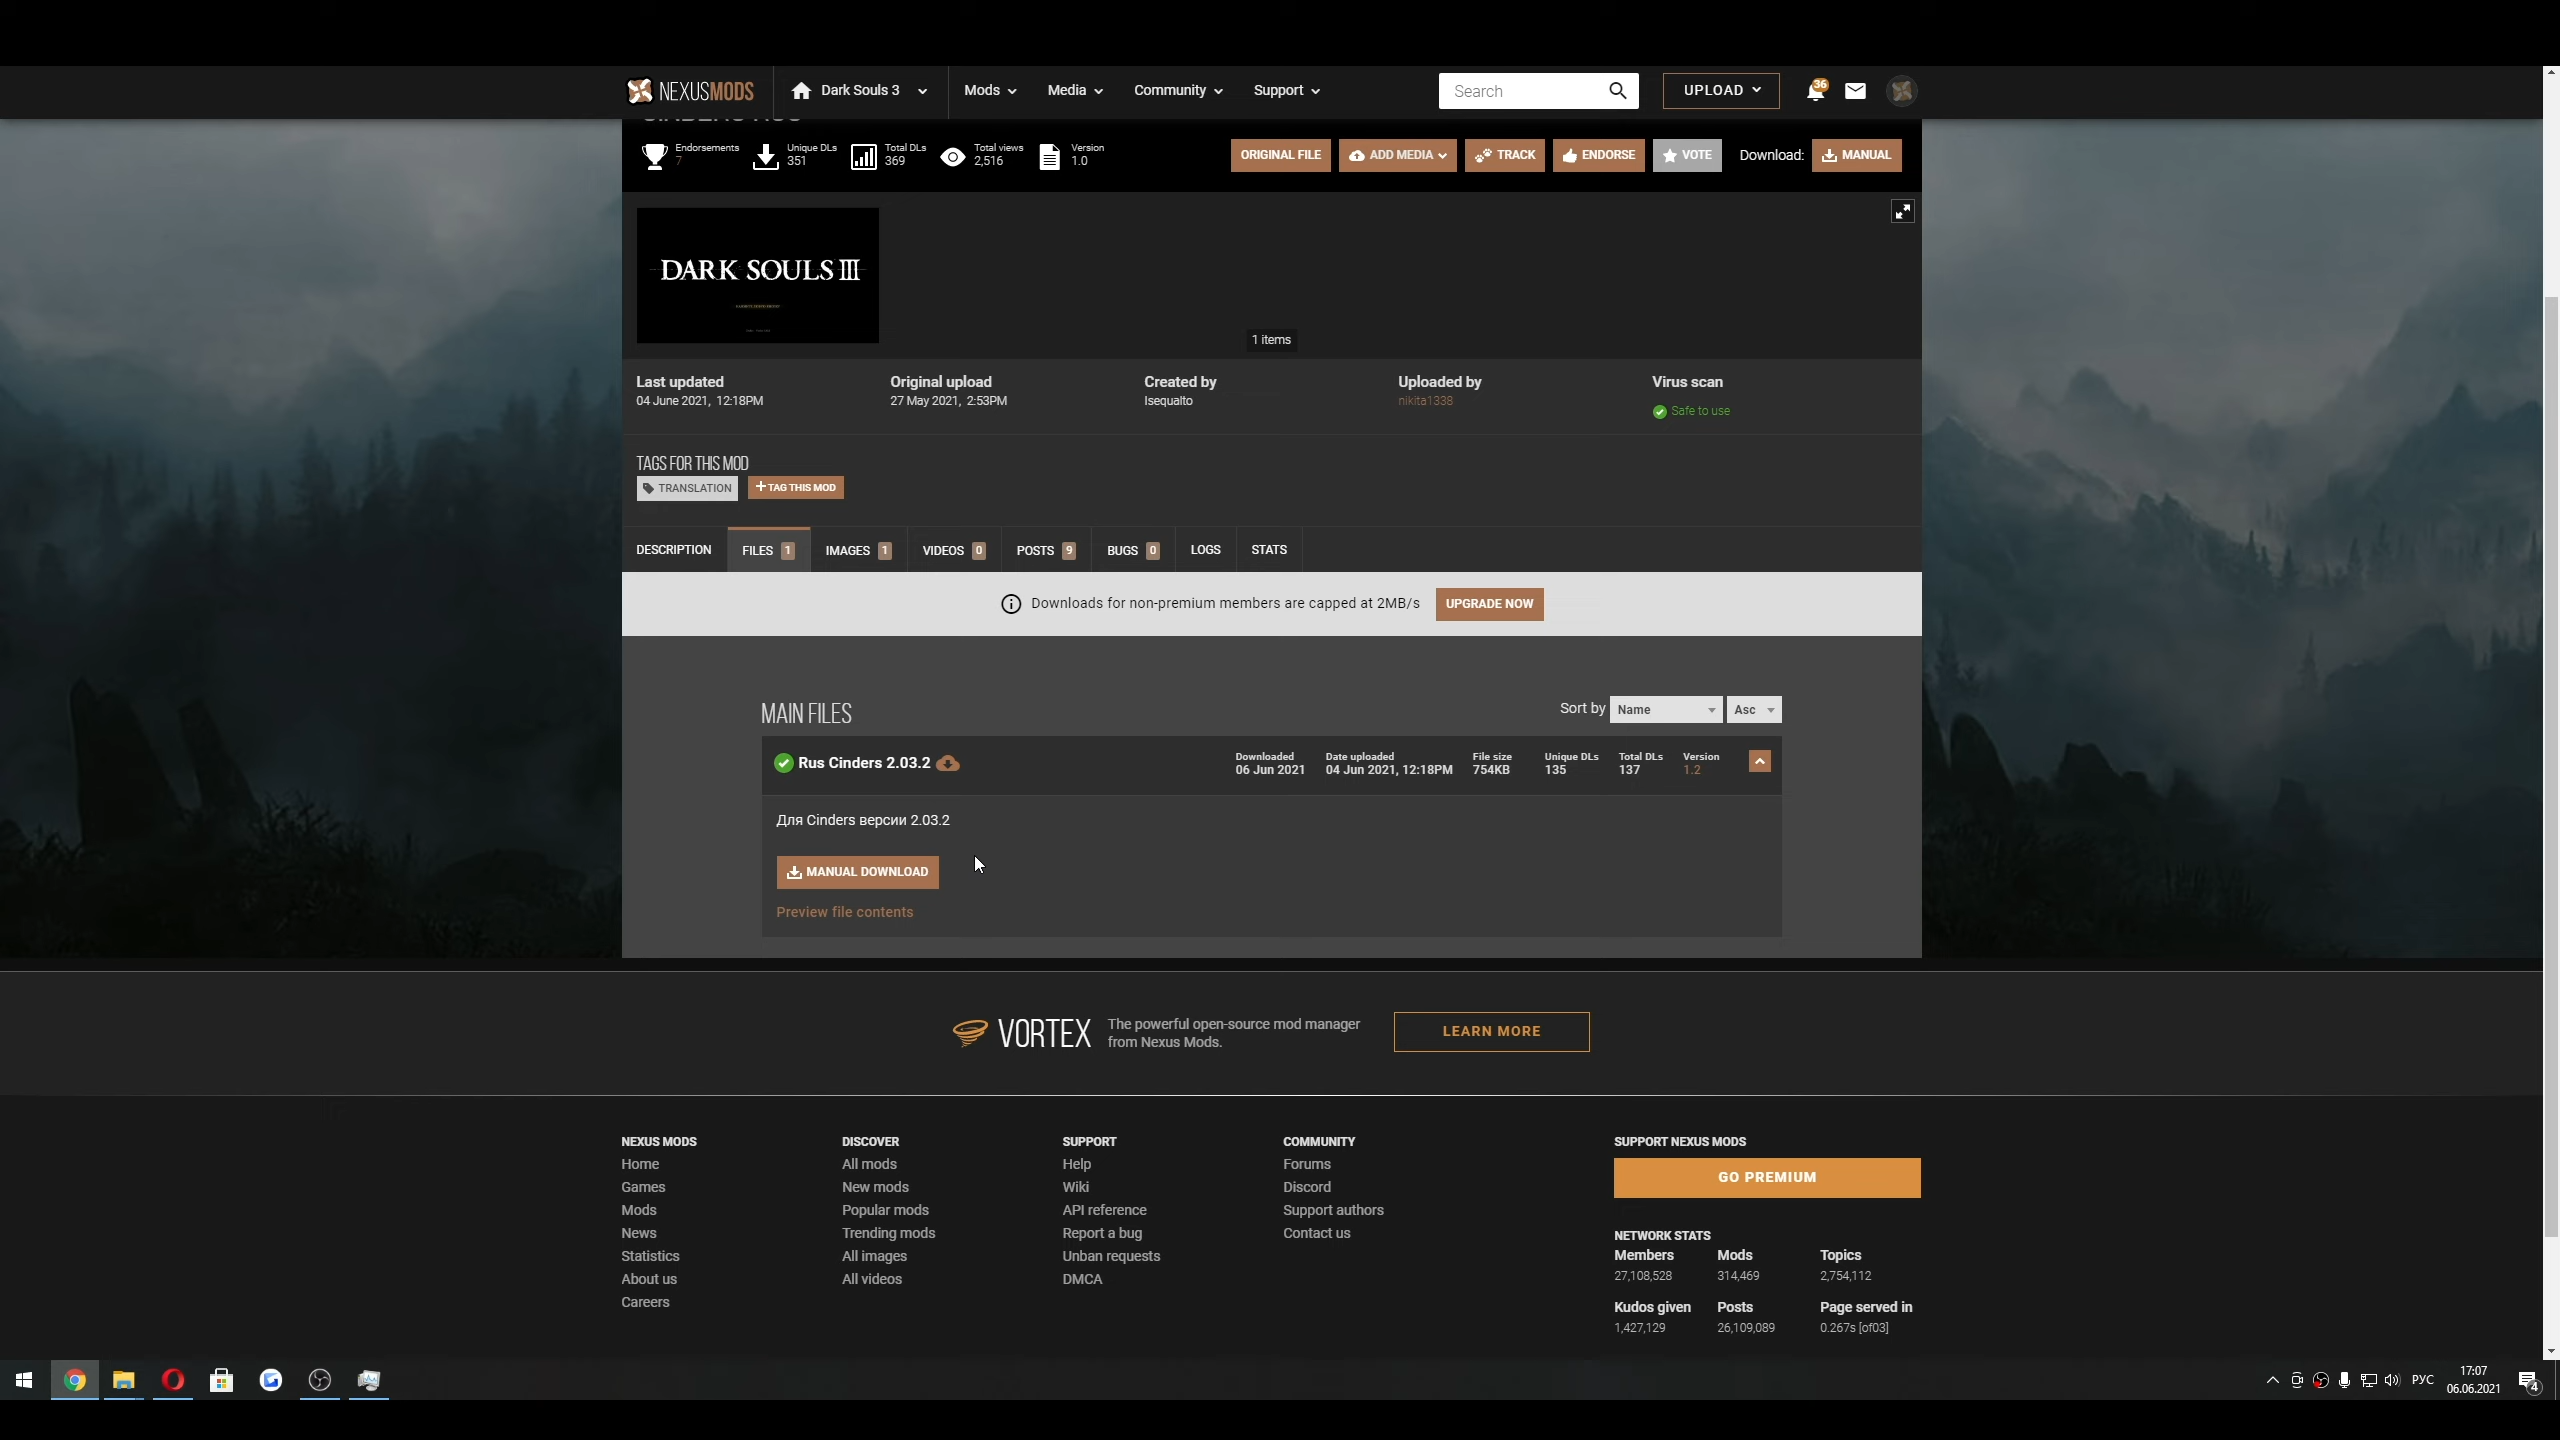 NEXUSMODS
Dark Souls 3
Mods
Media
Community
Support
Search
UPLOAD
36
Endorsements
7
Unique DLs
351
Total DLs
369
Total views
2,516
Version
1.0
ORIGINAL FILE
ADD MEDIA
TRACK
ENDORSE
VOTE
Download:
MANUAL
DARK SOULS III
1 items
Last updated
04 June 2021, 12:18PM
Original upload
27 May 2021, 2:53PM
Created by
Isequalto
Uploaded by
nikita1338
Virus scan
Safe to use
TAGS FOR THIS MOD
TRANSLATION
+ TAG THIS MOD
DESCRIPTION
FILES 1
IMAGES 1
VIDEOS 0
POSTS 9
BUGS 0
LOGS
STATS
Downloads for non-premium members are capped at 2MB/s
UPGRADE NOW
MAIN FILES
Sort by
Name
Asc
Rus Cinders 2.03.2
Downloaded
06 Jun 2021
Date uploaded
04 Jun 2021, 12:18PM
File size
754KB
Unique DLs
135
Total DLs
137
Version
1.2
Для Cinders версии 2.03.2
MANUAL DOWNLOAD
Preview file contents
VORTEX
The powerful open-source mod manager
from Nexus Mods.
LEARN MORE
NEXUS MODS
Home
Games
Mods
News
Statistics
About us
Careers
DISCOVER
All mods
New mods
Popular mods
Trending mods
All images
All videos
SUPPORT
Help
Wiki
API reference
Report a bug
Unban requests
DMCA
COMMUNITY
Forums
Discord
Support authors
Contact us
SUPPORT NEXUS MODS
GO PREMIUM
NETWORK STATS
Members
27,108,528
Mods
314,469
Topics
2,754,112
Kudos given
1,427,129
Posts
26,109,089
Page served in
0.267s [of03]
РУС
17:07
06.06.2021
4